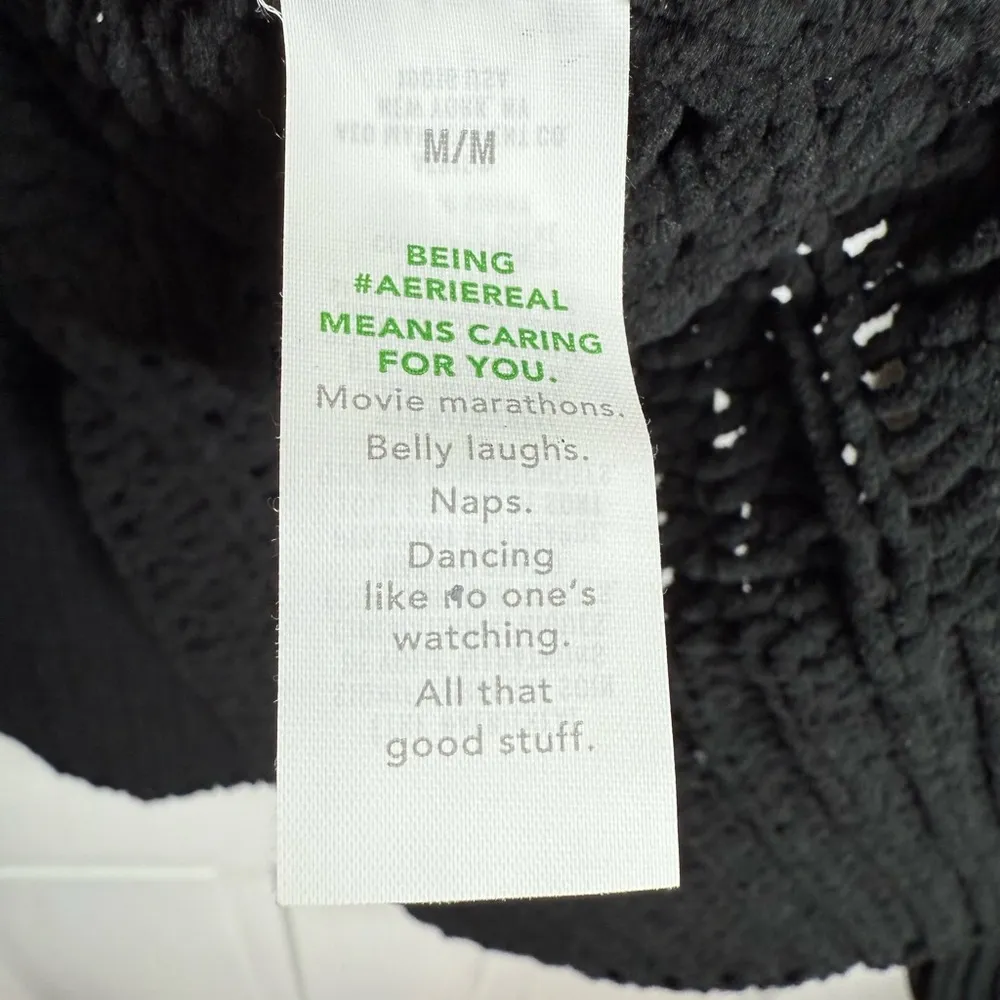 M/M
BEING
#AERIEREAL
MEANS CARING
FOR YOU.
Movie marathons.
Belly laughs.
Naps.
Dancing
like no one's
watching.
All that
good stuff.